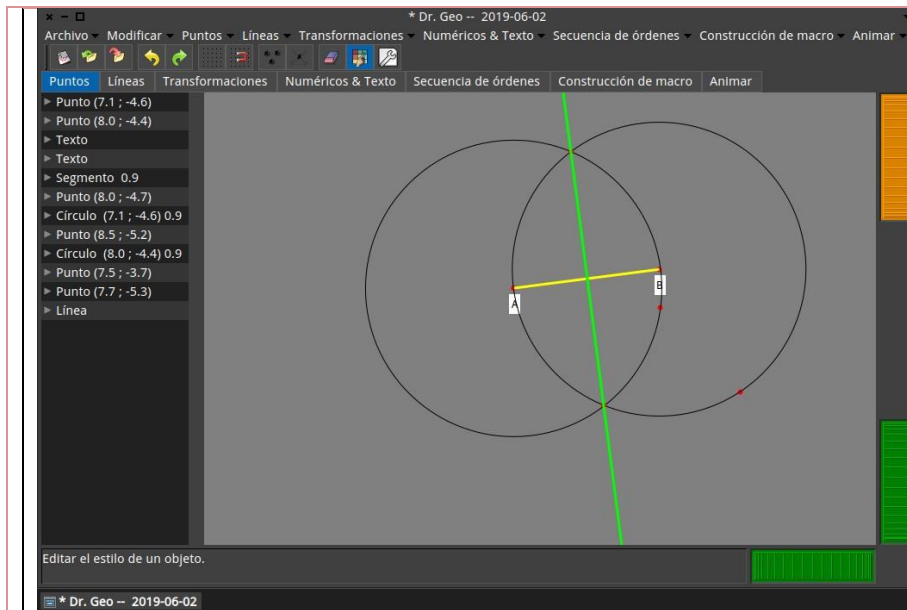 * Dr. Geo -- 2019-06-02
Archivo Modificar Puntos Líneas Transformaciones Numéricos & Texto Secuencia de órdenes Construcción de macro Animar
Puntos Líneas Transformaciones Numéricos & Texto Secuencia de órdenes Construcción de macro Animar
Punto (7.1 ; -4.6)
Punto (8.0 ; -4.4)
Texto
Texto
Segmento 0.9
Punto (8.0 ; -4.7)
Círculo (7.1 ; -4.6) 0.9
Punto (8.5 ; -5.2)
Círculo (8.0 ; -4.4) 0.9
Punto (7.5 ; -3.7)
Punto (7.7 ; -5.3)
Línea
A
B
Editar el estilo de un objeto.
* Dr. Geo -- 2019-06-02